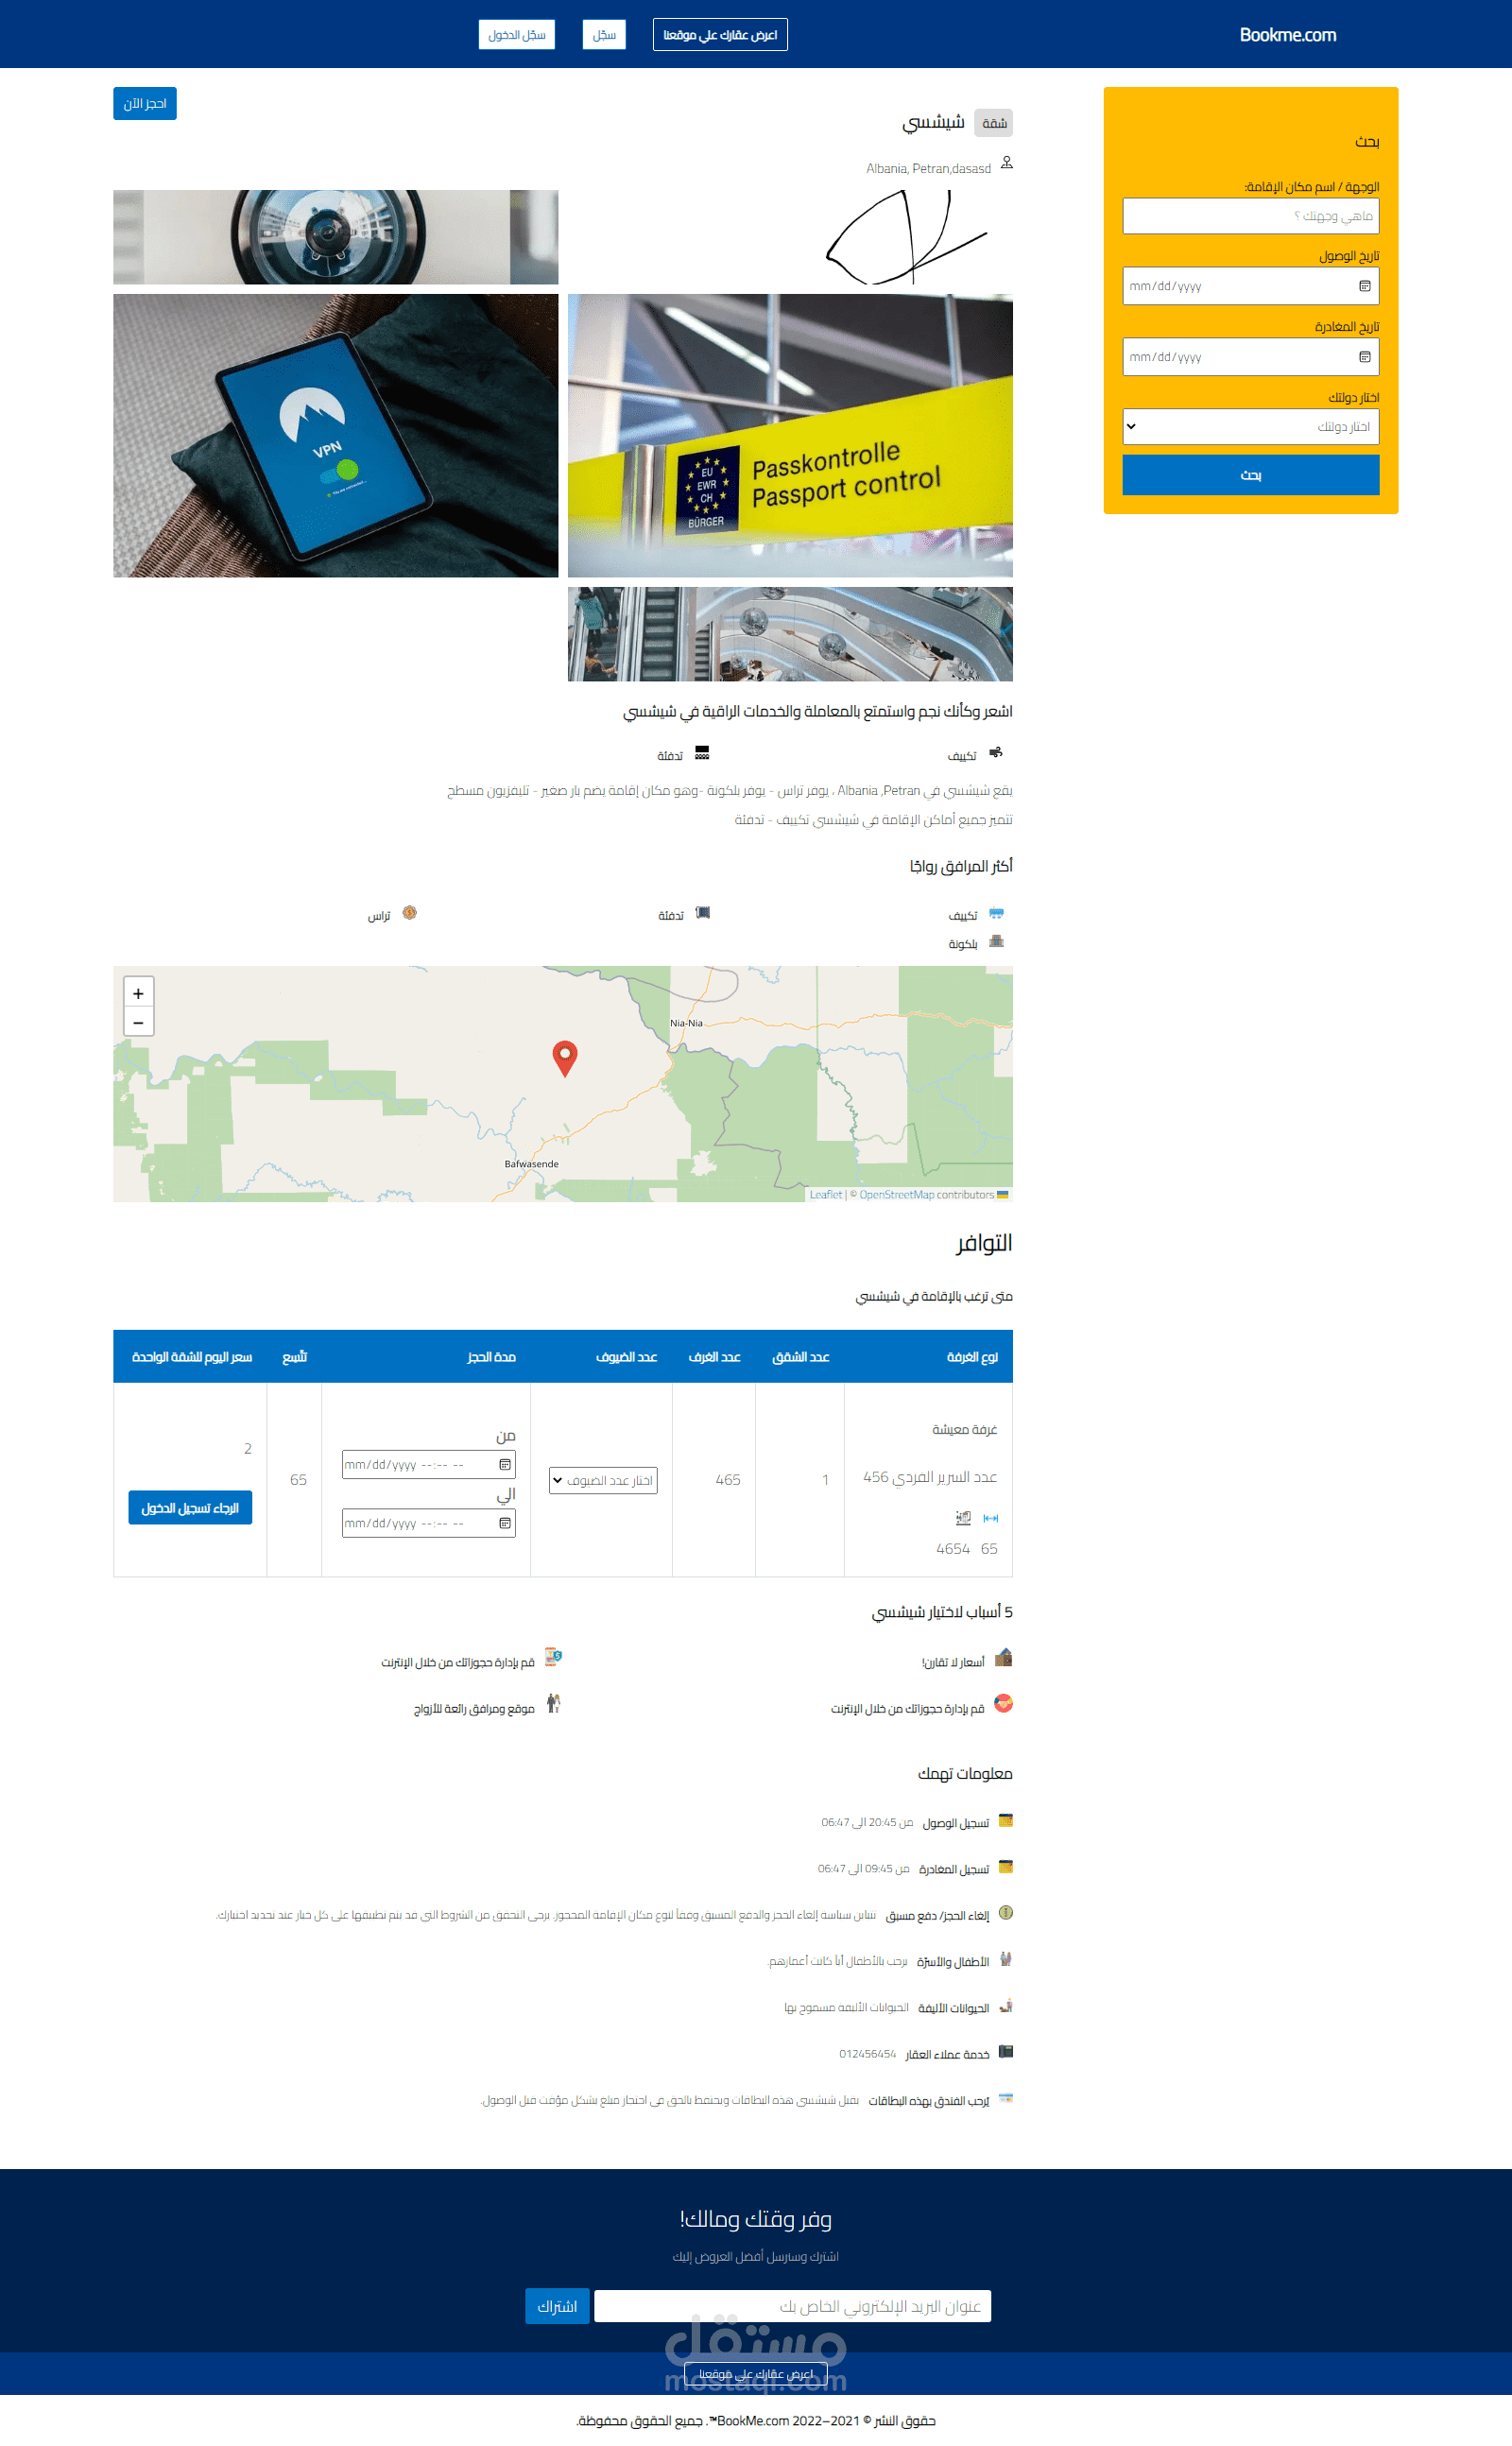 Bookme.com
اعرض عقارك علي موقعنا
سجّل
سجّل الدخول
بحث
الوجهة / اسم مكان الإقامة:
ماهي وجهتك ؟
تاريخ الوصول
mm/dd/yyyy
تاريخ المغادرة
mm/dd/yyyy
اختار دولتك
اختار دولتك
بحث
شقة شيشسي
احجز الآن
Albania, Petran,dasasd
VPN
Passkontrolle
Passport control
EU
EWR
CH
BÜRGER
اشعر وكأنك نجم واستمتع بالمعاملة والخدمات الراقية في شيشسي
تكييف
تدفئة
يقع شيشسي في Albania ,Petran ، يوفر تراس - يوفر بلكونة -وهو مكان إقامة يضم بار صغير - تليفزيون مسطح
تتميز جميع أماكن الإقامة في شيشسي تكييف - تدفئة
أكثر المرافق رواجًا
تكييف
تدفئة
تراس
بلكونة
+
−
Nia-Nia
Bafwasende
Leaflet | © OpenStreetMap contributors
التوافر
متى ترغب بالإقامة في شيشسي
نوع الغرفة
عدد الشقق
عدد الغرف
عدد الضيوف
مدة الحجز
تتّسِع
سعر اليوم للشقة الواحدة
غرفة معيشة
عدد السرير الفردي 456
65 4654
1
465
اختار عدد الضيوف
من
mm/dd/yyyy --:-- --
الي
mm/dd/yyyy --:-- --
65
2
الرجاء تسجيل الدخول
5 أسباب لاختيار شيشسي
أسعار لا تقارن!
قم بإدارة حجوزاتك من خلال الإنترنت
قم بإدارة حجوزاتك من خلال الإنترنت
موقع ومرافق رائعة للأزواج
معلومات تهمك
تسجيل الوصول من 20:45 الى 06:47
تسجيل المغادرة من 09:45 الى 06:47
إلغاء الحجز/ دفع مسبق تتباين سياسة إلغاء الحجز والدفع المسبق وفقاً لنوع مكان الإقامة المحجوز. يرجى التحقق من الشروط التي قد يتم تطبيقها على كل خيار عند تحديد اختيارك.
الأطفال والأسرّة يرحب بالأطفال أياً كانت أعمارهم.
الحيوانات الأليفة الحيوانات الأليفة مسموح بها
خدمة عملاء العقار 012456454
يُرحب الفندق بهذه البطاقات يقبل شيشسي هذه البطاقات ويحتفظ بالحق في احتجاز مبلغ بشكل مؤقت قبل الوصول.
وفر وقتك ومالك!
اشترك وسنرسل أفضل العروض إليك
عنوان البريد الإلكتروني الخاص بك
اشتراك
مستقل
mostaql.com
اعرض عقارك علي موقعنا
حقوق النشر © 2021–2022 BookMe.com™. جميع الحقوق محفوظة.